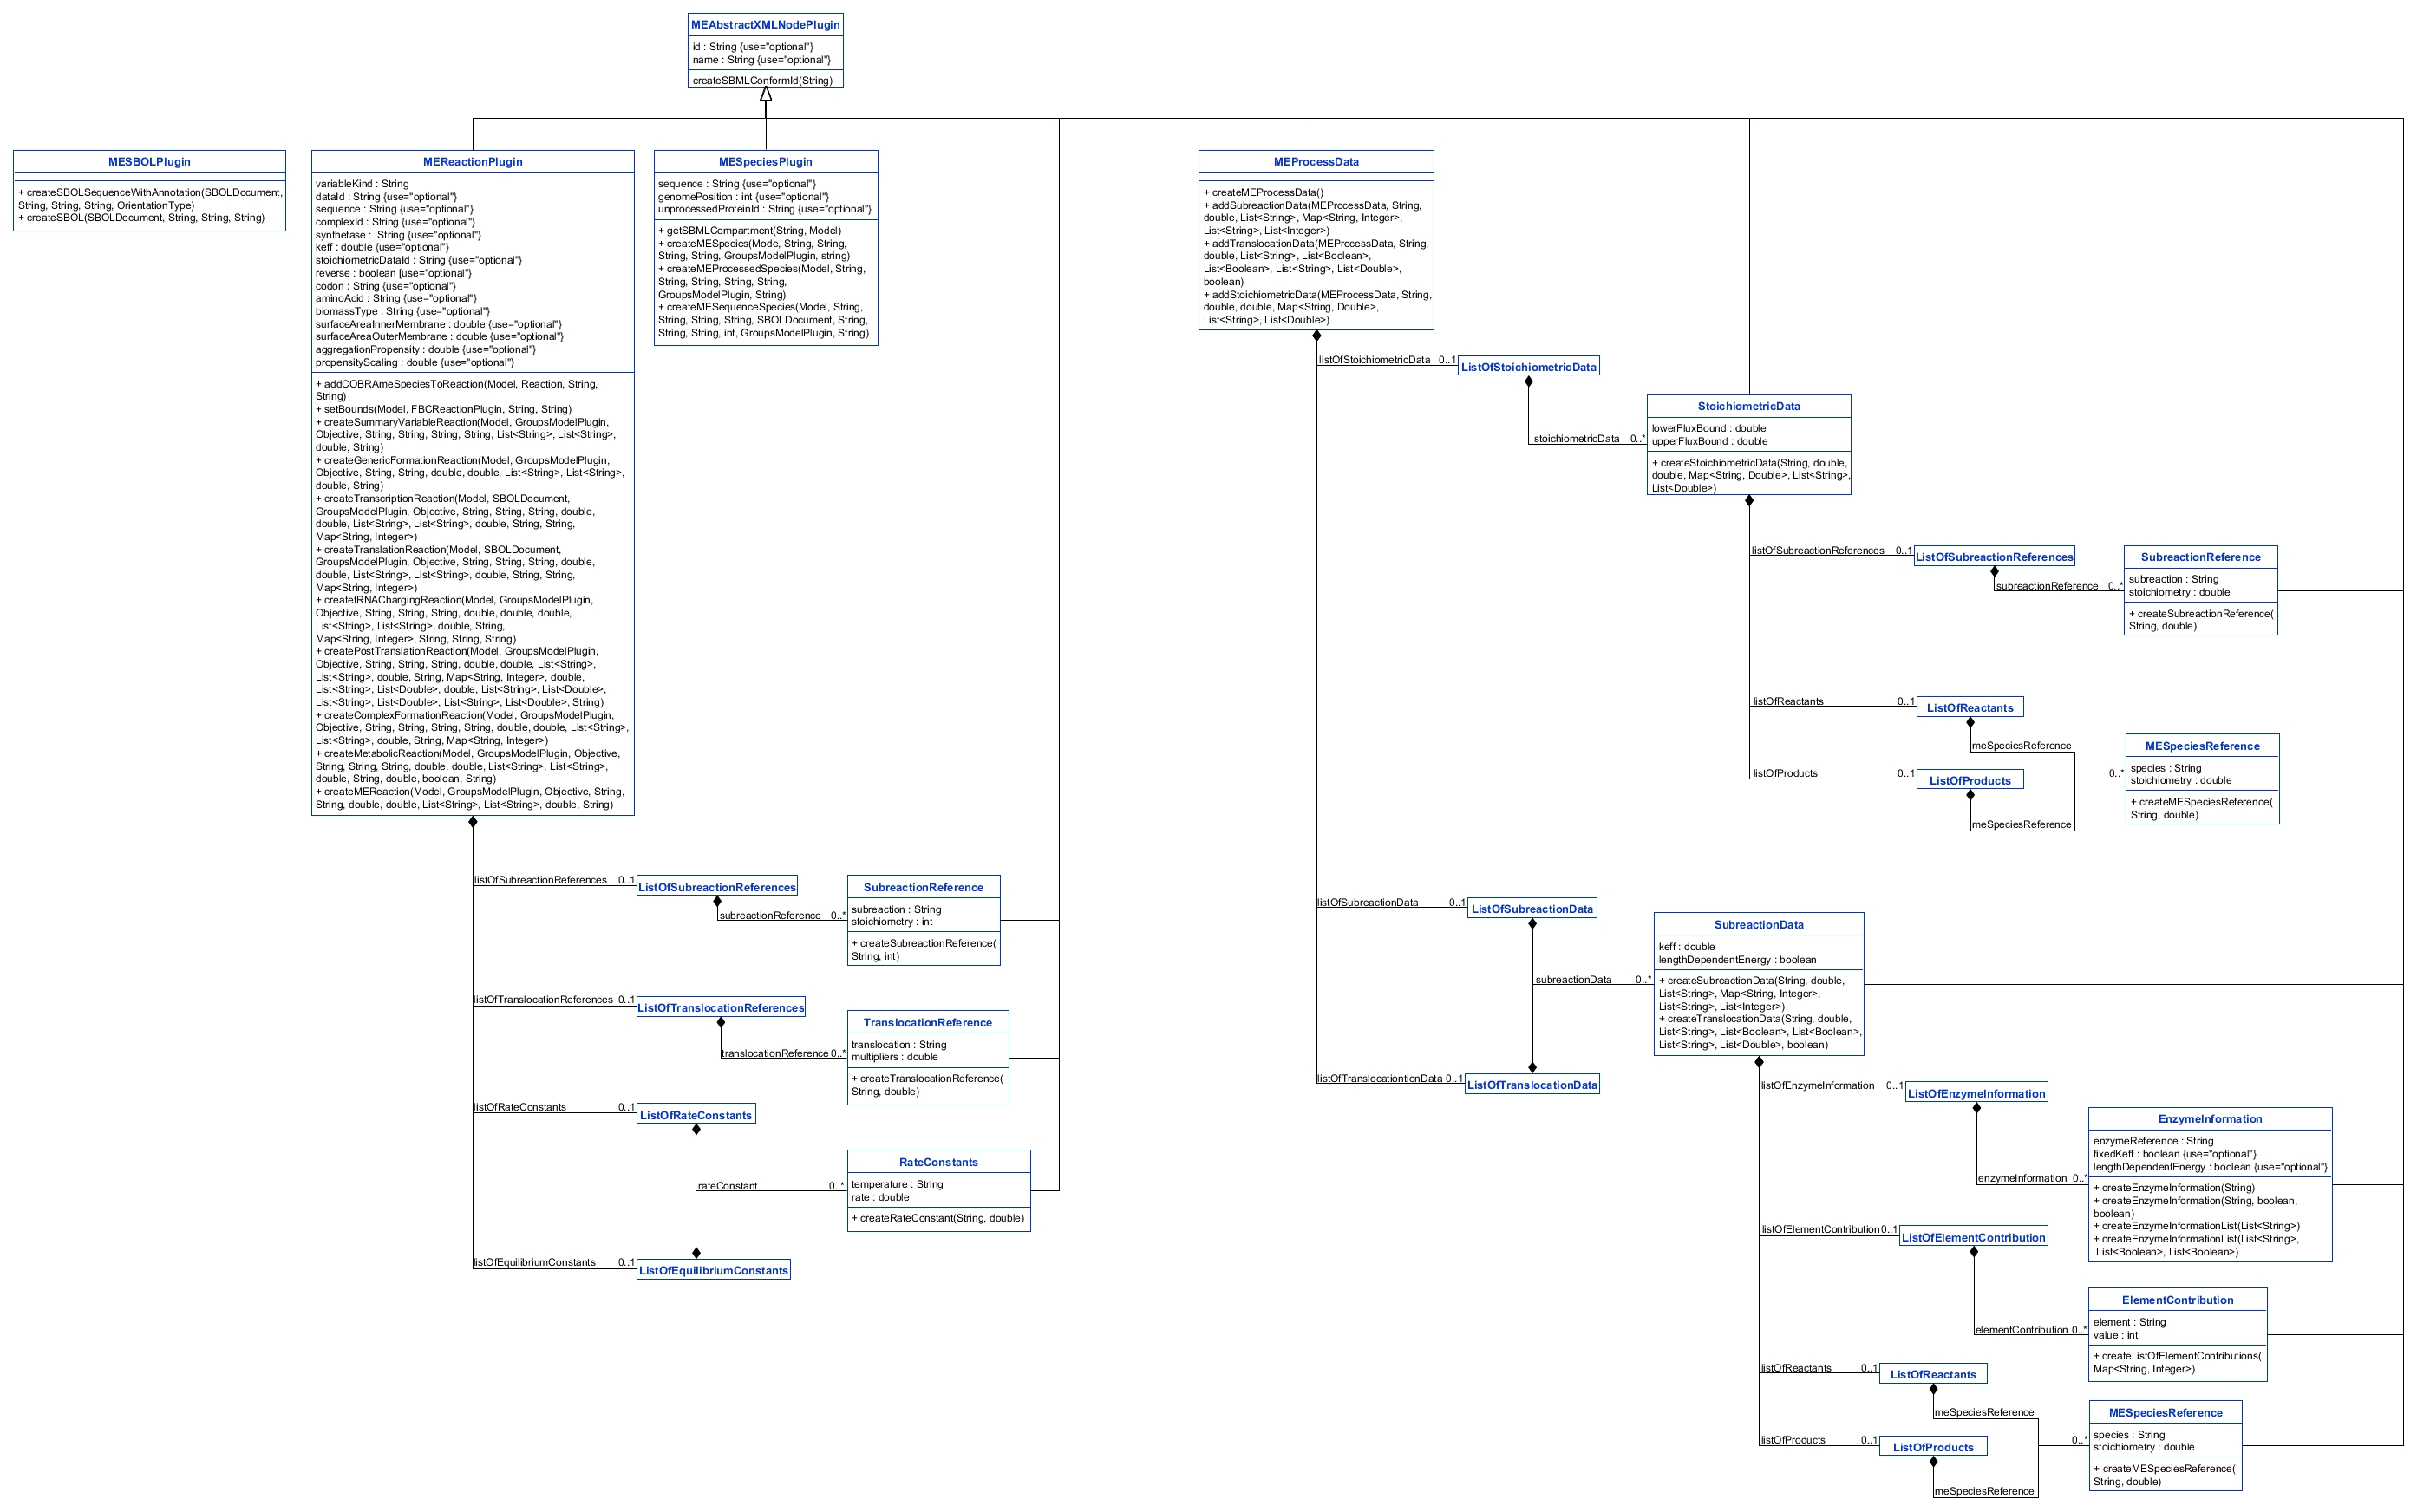 MEAbstractXMLNodePlugin
id : String {use="optional"}
name : String {use="optional"}
createSBMLConformId(String)
MESBOLPlugin
+ createSBOLSequenceWithAnnotation(SBOLDocument,
String, String, String, OrientationType)
+ createSBOL(SBOLDocument, String, String, String)
MEReactionPlugin
variableKind : String
dataId : String {use="optional"}
sequence : String {use="optional"}
complexId : String {use="optional"}
synthetase :  String {use="optional"}
keff : double {use="optional"}
stoichiometricDataId : String {use="optional"}
reverse : boolean [use="optional"}
codon : String {use="optional"}
aminoAcid : String {use="optional"}
biomassType : String {use="optional"}
surfaceAreaInnerMembrane : double {use="optional"}
surfaceAreaOuterMembrane : double {use="optional"}
aggregationPropensity : double {use="optional"}
propensityScaling : double {use="optional"}
+ addCOBRAmeSpeciesToReaction(Model, Reaction, String,
String)
+ setBounds(Model, FBCReactionPlugin, String, String)
+ createSummaryVariableReaction(Model, GroupsModelPlugin,
Objective, String, String, String, String, List<String>, List<String>,
double, String)
+ createGenericFormationReaction(Model, GroupsModelPlugin,
Objective, String, String, double, double, List<String>, List<String>,
double, String)
+ createTranscriptionReaction(Model, SBOLDocument,
GroupsModelPlugin, Objective, String, String, String, double,
double, List<String>, List<String>, double, String, String,
Map<String, Integer>)
+ createTranslationReaction(Model, SBOLDocument,
GroupsModelPlugin, Objective, String, String, String, double,
double, List<String>, List<String>, double, String, String,
Map<String, Integer>)
+ createtRNAChargingReaction(Model, GroupsModelPlugin,
Objective, String, String, String, double, double, double,
List<String>, List<String>, double, String,
Map<String, Integer>, String, String, String)
+ createPostTranslationReaction(Model, GroupsModelPlugin,
Objective, String, String, String, double, double, List<String>,
List<String>, double, String, Map<String, Integer>, double,
List<String>, List<Double>, double, List<String>, List<Double>,
List<String>, List<Double>, List<String>, List<Double>, String)
+ createComplexFormationReaction(Model, GroupsModelPlugin,
Objective, String, String, String, String, double, double, List<String>,
List<String>, double, String, Map<String, Integer>)
+ createMetabolicReaction(Model, GroupsModelPlugin, Objective,
String, String, String, double, double, List<String>, List<String>,
double, String, double, boolean, String)
+ createMEReaction(Model, GroupsModelPlugin, Objective, String,
String, double, double, List<String>, List<String>, double, String)
MESpeciesPlugin
sequence : String {use="optional"}
genomePosition : int {use="optional"}
unprocessedProteinId : String {use="optional"}
+ getSBMLCompartment(String, Model)
+ createMESpecies(Mode, String, String,
String, String, GroupsModelPlugin, string)
+ createMEProcessedSpecies(Model, String,
String, String, String, String,
GroupsModelPlugin, String)
+ createMESequenceSpecies(Model, String,
String, String, String, SBOLDocument, String,
String, String, int, GroupsModelPlugin, String)
MEProcessData
+ createMEProcessData()
+ addSubreactionData(MEProcessData, String,
double, List<String>, Map<String, Integer>,
List<String>, List<Integer>)
+ addTranslocationData(MEProcessData, String,
double, List<String>, List<Boolean>,
List<Boolean>, List<String>, List<Double>,
boolean)
+ addStoichiometricData(MEProcessData, String,
double, double, Map<String, Double>,
List<String>, List<Double>)
listOfStoichiometricData 0..1
ListOfStoichiometricData
stoichiometricData 0..*
StoichiometricData
lowerFluxBound : double
upperFluxBound : double
+ createStoichiometricData(String, double,
double, Map<String, Double>, List<String>,
List<Double>)
listOfSubreactionReferences 0..1
ListOfSubreactionReferences
subreactionReference 0..*
SubreactionReference
subreaction : String
stoichiometry : double
+ createSubreactionReference(
String, double)
listOfReactants 0..1
ListOfReactants
meSpeciesReference
listOfProducts 0..1
ListOfProducts
meSpeciesReference
0..*
MESpeciesReference
species : String
stoichiometry : double
+ createMESpeciesReference(
String, double)
listOfSubreactionReferences 0..1
ListOfSubreactionReferences
subreactionReference 0..*
SubreactionReference
subreaction : String
stoichiometry : int
+ createSubreactionReference(
String, int)
listOfTranslocationReferences 0..1
ListOfTranslocationReferences
translocationReference 0..*
TranslocationReference
translocation : String
multipliers : double
+ createTranslocationReference(
String, double)
listOfRateConstants 0..1
ListOfRateConstants
rateConstant 0..*
RateConstants
temperature : String
rate : double
+ createRateConstant(String, double)
listOfEquilibriumConstants 0..1
ListOfEquilibriumConstants
listOfSubreactionData 0..1
ListOfSubreactionData
subreactionData 0..*
SubreactionData
keff : double
lengthDependentEnergy : boolean
+ createSubreactionData(String, double,
List<String>, Map<String, Integer>,
List<String>, List<Integer>)
+ createTranslocationData(String, double,
List<String>, List<Boolean>, List<Boolean>,
List<String>, List<Double>, boolean)
listOfTranslocationtionData 0..1
ListOfTranslocationData
listOfEnzymeInformation 0..1
ListOfEnzymeInformation
enzymeInformation 0..*
EnzymeInformation
enzymeReference : String
fixedKeff : boolean {use="optional"}
lengthDependentEnergy : boolean {use="optional"}
+ createEnzymeInformation(String)
+ createEnzymeInformation(String, boolean,
boolean)
+ createEnzymeInformationList(List<String>)
+ createEnzymeInformationList(List<String>,
List<Boolean>, List<Boolean>)
listOfElementContribution 0..1
ListOfElementContribution
elementContribution 0..*
ElementContribution
element : String
value : int
+ createListOfElementContributions(
Map<String, Integer>)
listOfReactants 0..1
ListOfReactants
meSpeciesReference
listOfProducts 0..1
ListOfProducts
meSpeciesReference
0..*
MESpeciesReference
species : String
stoichiometry : double
+ createMESpeciesReference(
String, double)